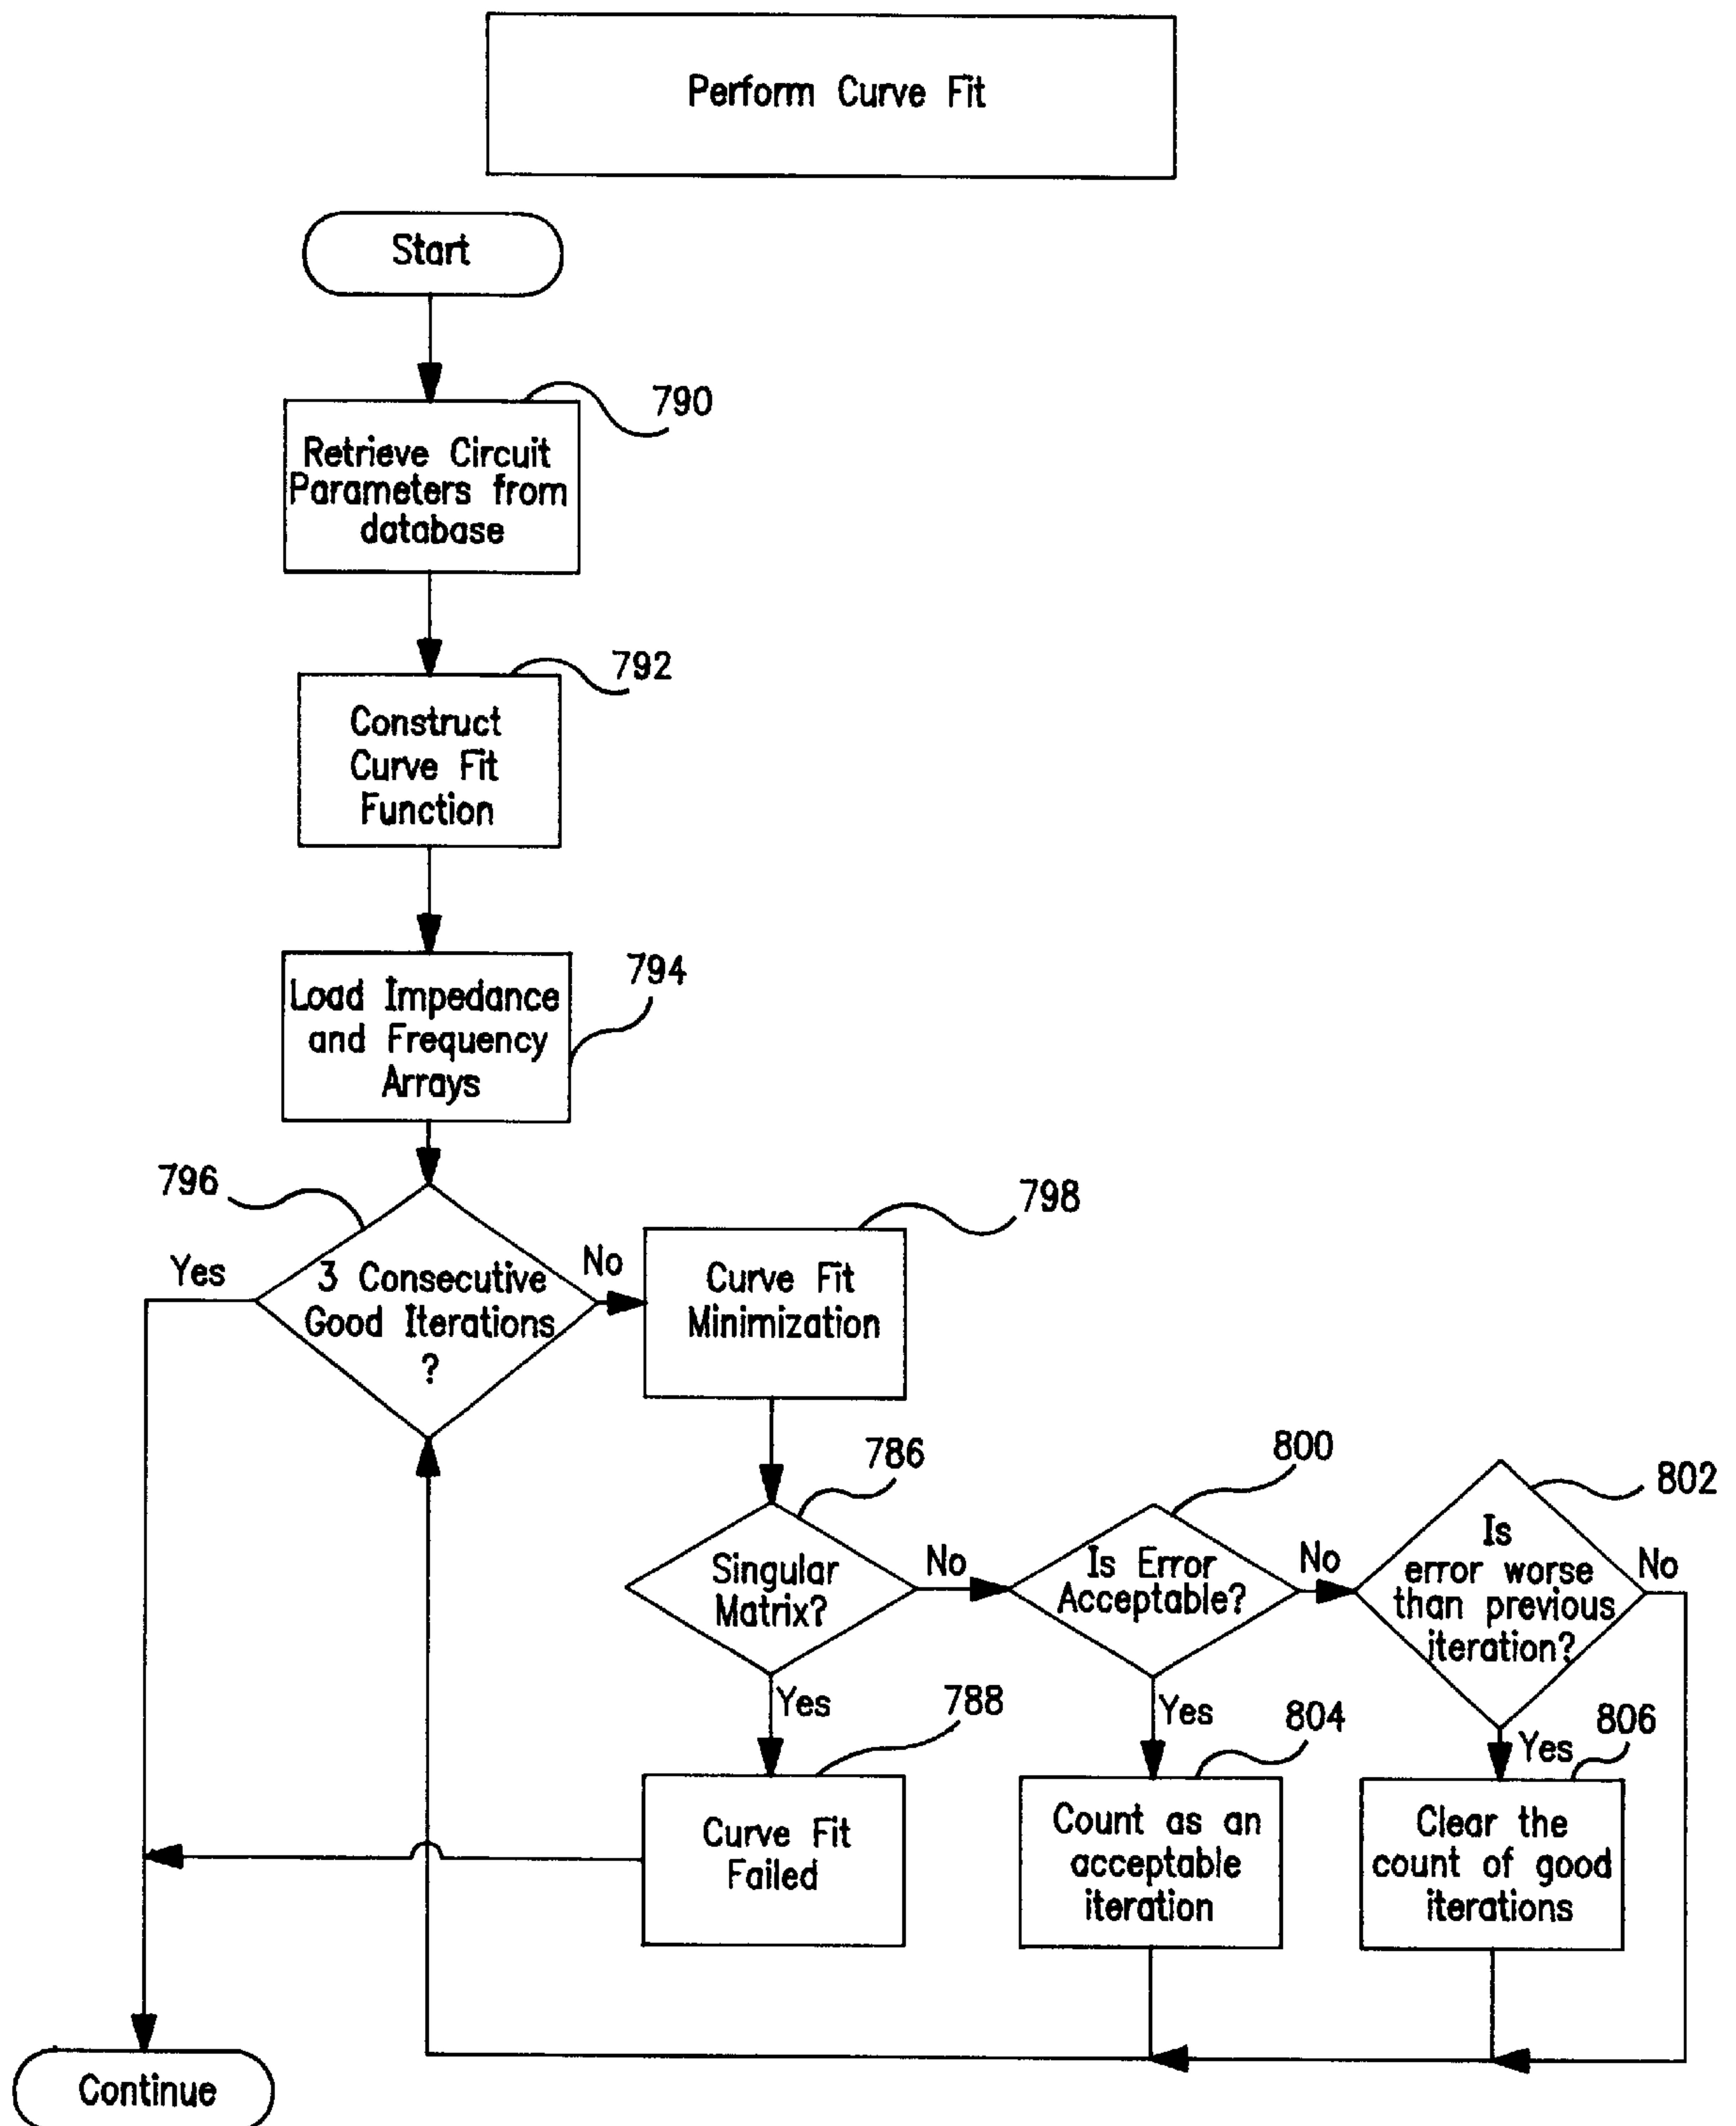 Perform Curve Fit
Start
790
Retrieve Circuit
Parameters from
database
792
Construct
Curve Fit
Function
794
Load Impedance
and Frequency
Arrays
796
Yes
3 Consecutive
Good Iterations
?
No
798
Curve Fit
Minimization
786
Singular
Matrix?
No
800
Is Error
Acceptable?
No
802
Is
error worse
than previous
iteration?
No
Yes
788
Curve Fit
Failed
Yes
804
Count as an
acceptable
iteration
Yes
806
Clear the
count of good
iterations
Continue